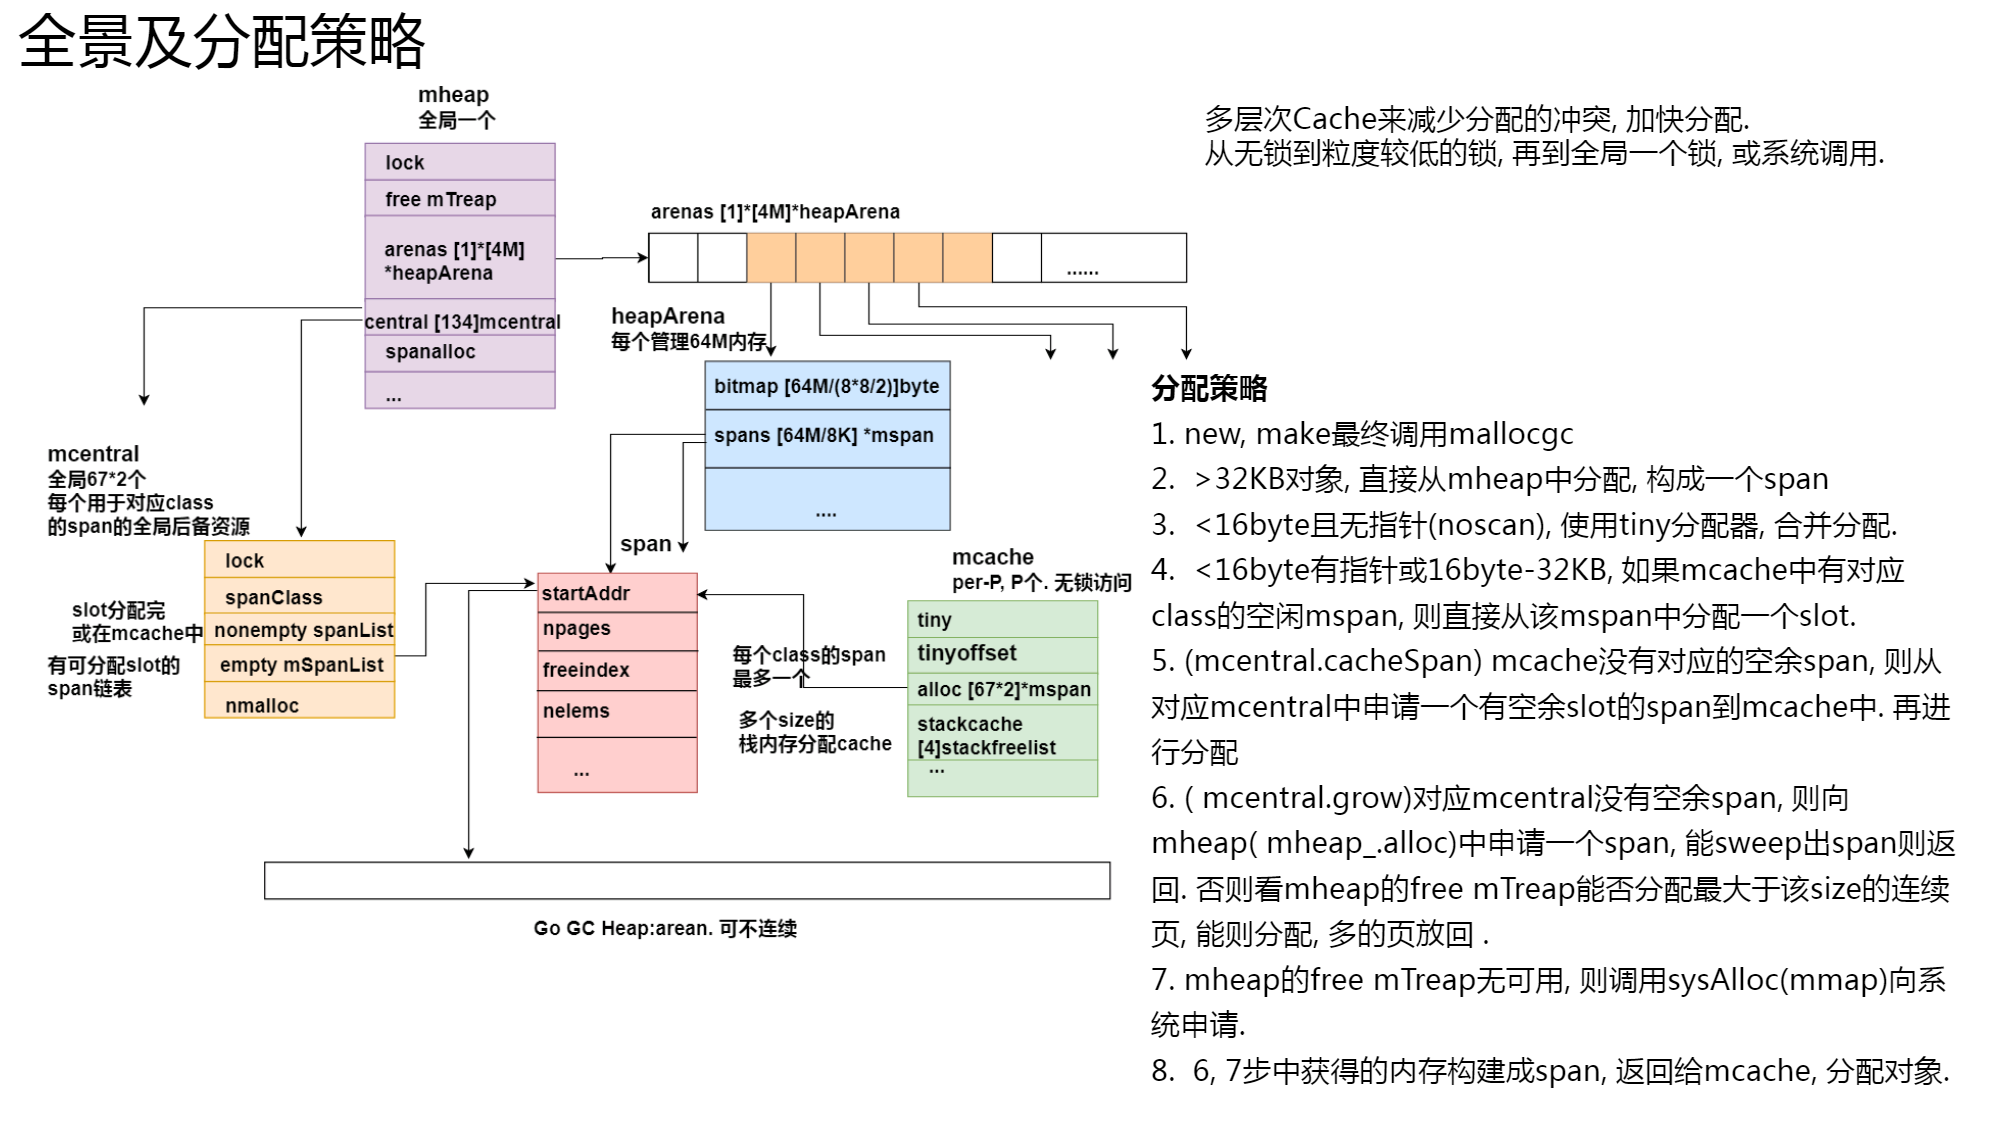 全景及分配策略
mheap
全局一个
lock
free mTreap
arenas [1]*[4M]
*heapArena
central [134]mcentral
spanalloc
...
多层次Cache来减少分配的冲突, 加快分配.
从无锁到粒度较低的锁, 再到全局一个锁, 或系统调用.
arenas [1]*[4M]*heapArena
......
heapArena
每个管理64M内存
bitmap [64M/(8*8/2)]byte
spans [64M/8K] *mspan
....
mcentral
全局67*2个
每个用于对应class
的span的全局后备资源
lock
spanClass
nonempty spanList
empty mSpanList
nmalloc
slot分配完
或在mcache中
有可分配slot的
span链表
span
startAddr
npages
freeindex
nelems
...
mcache
per-P, P个. 无锁访问
tiny
tinyoffset
alloc [67*2]*mspan
stackcache
[4]stackfreelist
...
每个class的span
最多一个
多个size的
栈内存分配cache
Go GC Heap:arean. 可不连续
分配策略
1. new, make最终调用mallocgc
2. >32KB对象, 直接从mheap中分配, 构成一个span
3. <16byte且无指针(noscan), 使用tiny分配器, 合并分配.
4. <16byte有指针或16byte-32KB, 如果mcache中有对应
class的空闲mspan, 则直接从该mspan中分配一个slot.
5. (mcentral.cacheSpan) mcache没有对应的空余span, 则从
对应mcentral中申请一个有空余slot的span到mcache中. 再进
行分配
6. ( mcentral.grow)对应mcentral没有空余span, 则向
mheap( mheap_.alloc)中申请一个span, 能sweep出span则返
回. 否则看mheap的free mTreap能否分配最大于该size的连续
页, 能则分配, 多的页放回 .
7. mheap的free mTreap无可用, 则调用sysAlloc(mmap)向系
统申请.
8. 6, 7步中获得的内存构建成span, 返回给mcache, 分配对象.